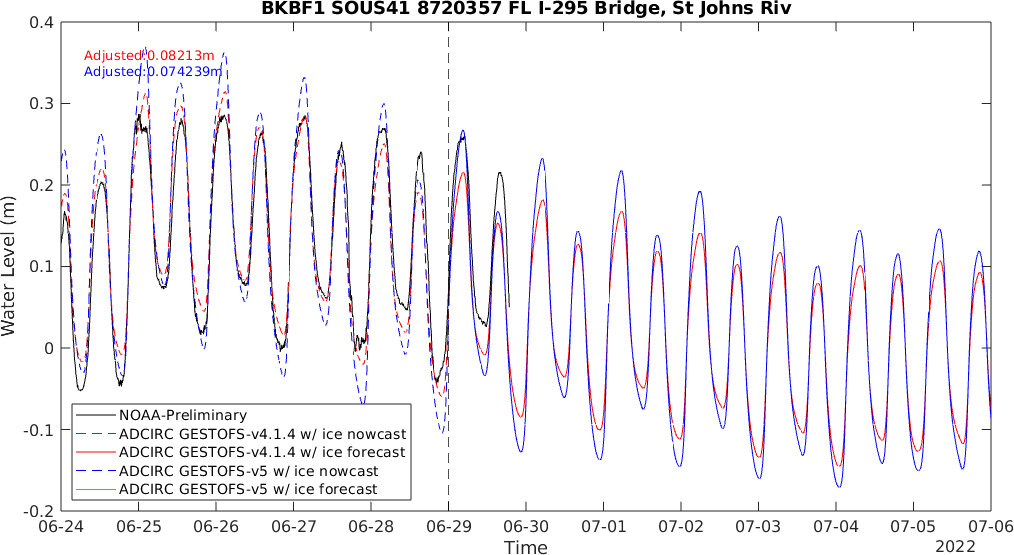 BKBF1 SOUS41 8720357 FL I-295 Bridge, St Johns Riv
Adjusted:0.08213m
Adjusted:0.074239m
Water Level (m)
0.4
0.3
0.2
0.1
0
-0.1
-0.2
NOAA-Preliminary
ADCIRC GESTOFS-v4.1.4 w/ ice nowcast
ADCIRC GESTOFS-v4.1.4 w/ ice forecast
ADCIRC GESTOFS-v5 w/ ice nowcast
ADCIRC GESTOFS-v5 w/ ice forecast
06-24 06-25 06-26 06-27 06-28 06-29 06-30 07-01 07-02 07-03 07-04 07-05 07-06
Time
2022